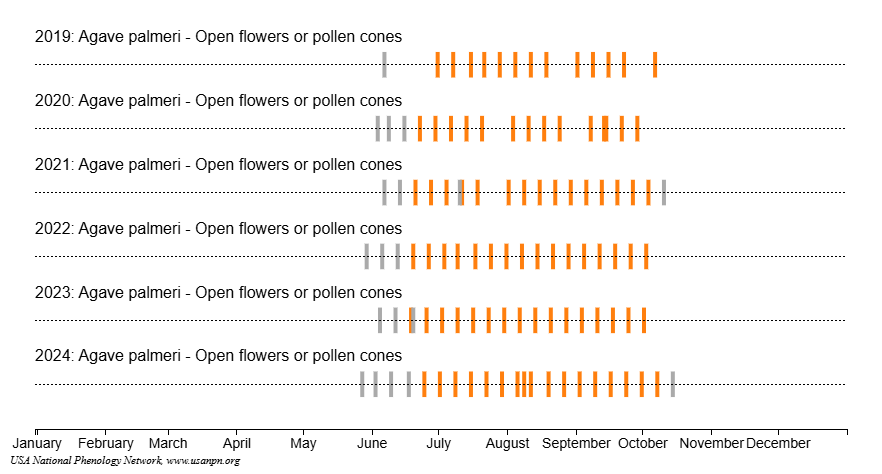 2019: Agave palmeri - Open flowers or pollen cones
2020: Agave palmeri - Open flowers or pollen cones
2021: Agave palmeri - Open flowers or pollen cones
2022: Agave palmeri - Open flowers or pollen cones
2023: Agave palmeri - Open flowers or pollen cones
2024: Agave palmeri - Open flowers or pollen cones
January February March April May June July August September October November December
USA National Phenology Network, www.usanpn.org